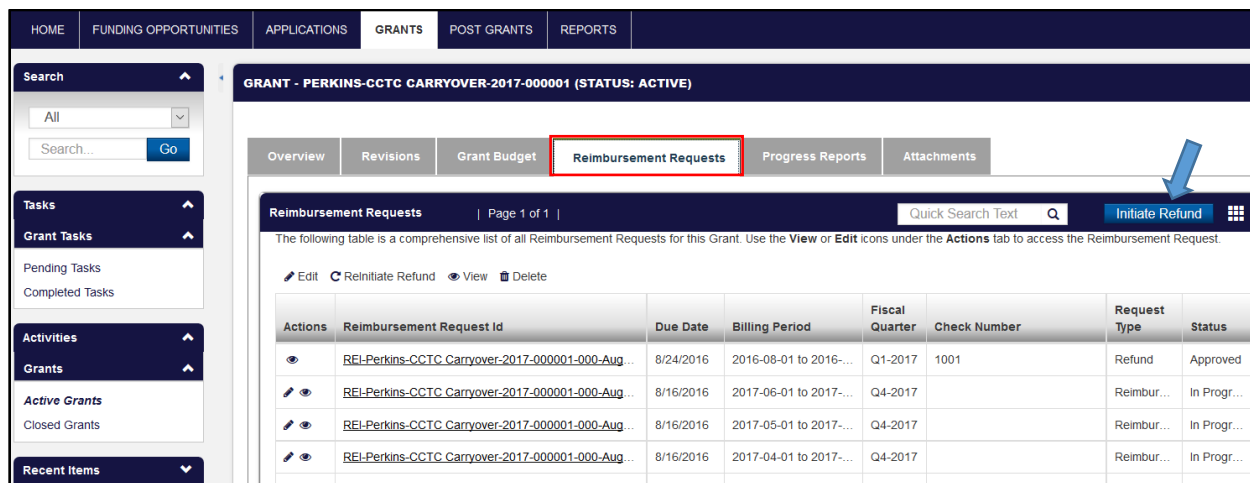 HOME FUNDING OPPORTUNITIES APPLICATIONS GRANTS POST GRANTS REPORTS
Search
All
Search...
Go
Tasks
Grant Tasks
Pending Tasks
Completed Tasks
Activities
Grants
Active Grants
Closed Grants
Recent Items
GRANT - PERKINS-CCTC CARRYOVER-2017-000001 (STATUS: ACTIVE)
Overview Revisions Grant Budget Reimbursement Requests Progress Reports Attachments
Reimbursement Requests | Page 1 of 1 | Quick Search Text Initiate Refund
The following table is a comprehensive list of all Reimbursement Requests for this Grant. Use the View or Edit icons under the Actions tab to access the Reimbursement Request.
Edit ReInitiate Refund View Delete
Actions Reimbursement Request Id Due Date Billing Period Fiscal Quarter Check Number Request Type Status
REI-Perkins-CCTC Carryover-2017-000001-000-Aug... 8/24/2016 2016-08-01 to 2016-... Q1-2017 1001 Refund Approved
REI-Perkins-CCTC Carryover-2017-000001-000-Aug... 8/16/2016 2017-06-01 to 2017-... Q4-2017 Reimbur... In Progr...
REI-Perkins-CCTC Carryover-2017-000001-000-Aug... 8/16/2016 2017-05-01 to 2017-... Q4-2017 Reimbur... In Progr...
REI-Perkins-CCTC Carryover-2017-000001-000-Aug... 8/16/2016 2017-04-01 to 2017-... Q4-2017 Reimbur... In Progr...